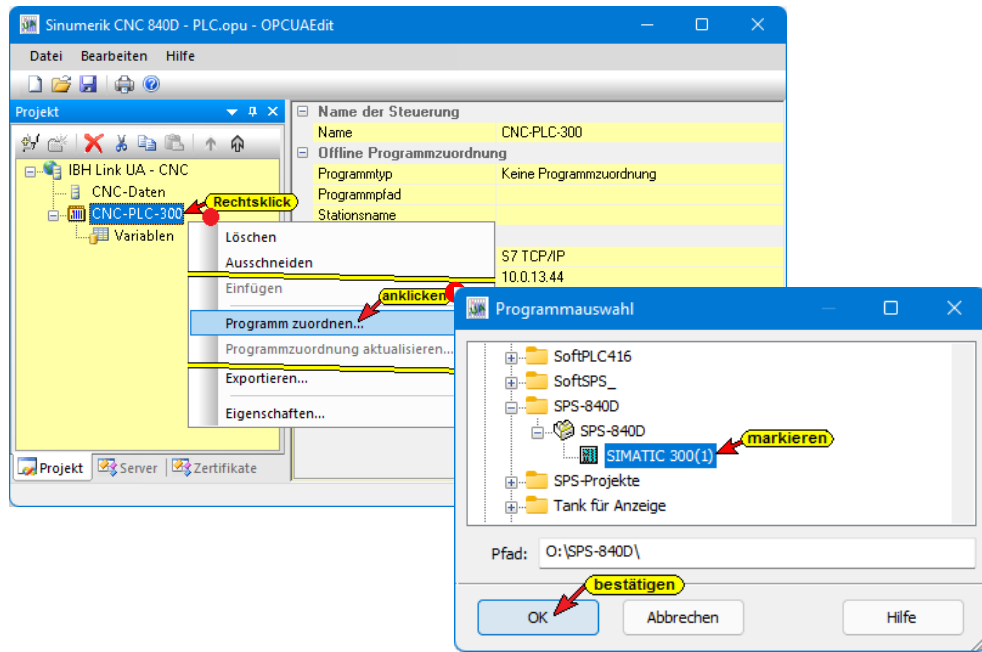 Sinumerik CNC 840D - PLC.opu - OPCUAEdit
Datei Bearbeiten Hilfe
Projekt
IBH Link UA - CNC
CNC-Daten
CNC-PLC-300
Variablen
Rechtsklick
Name der Steuerung
Name CNC-PLC-300
Offline Programmzuordnung
Programmtyp Keine Programmzuordnung
Programmpfad
Stationsname
S7 TCP/IP
10.0.13.44
Löschen
Ausschneiden
Einfügen
anklicken
Programm zuordnen...
Programmzuordnung aktualisieren...
Exportieren...
Eigenschaften...
Projekt Server Zertifikate
Programmauswahl
SoftPLC416
SoftSPS_
SPS-840D
SPS-840D
markieren
SIMATIC 300(1)
SPS-Projekte
Tank für Anzeige
Pfad: O:\SPS-840D\
bestätigen
OK Abbrechen Hilfe